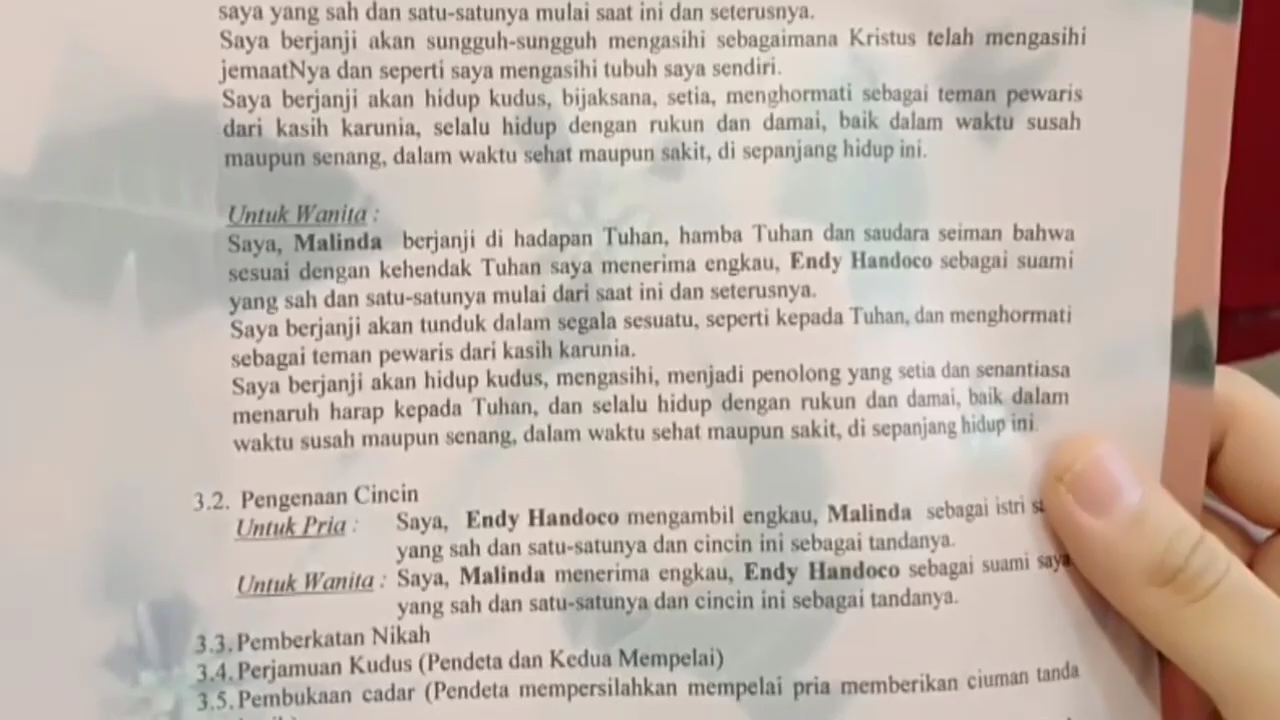 saya yang sah dan satu-satunya mulai saat ini dan seterusnya.
Saya berjanji akan sungguh-sungguh mengasihi sebagaimana Kristus telah mengasihi
jemaatNya dan seperti saya mengasihi tubuh saya sendiri.
Saya berjanji akan hidup kudus, bijaksana, setia, menghormati sebagai teman pewaris
dari kasih karunia, selalu hidup dengan rukun dan damai, baik dalam waktu susah
maupun senang, dalam waktu sehat maupun sakit, di sepanjang hidup ini.
Untuk Wanita :
Saya, Malinda berjanji di hadapan Tuhan, hamba Tuhan dan saudara seiman bahwa
sesuai dengan kehendak Tuhan saya menerima engkau, Endy Handoco sebagai suami
yang sah dan satu-satunya mulai dari saat ini dan seterusnya.
Saya berjanji akan tunduk dalam segala sesuatu, seperti kepada Tuhan, dan menghormati
sebagai teman pewaris dari kasih karunia.
Saya berjanji akan hidup kudus, mengasihi, menjadi penolong yang setia dan senantiasa
menaruh harap kepada Tuhan, dan selalu hidup dengan rukun dan damai, baik dalam
waktu susah maupun senang, dalam waktu sehat maupun sakit, di sepanjang hidup ini.
3.2. Pengenaan Cincin
Untuk Pria : Saya, Endy Handoco mengambil engkau, Malinda sebagai istri
yang sah dan satu-satunya dan cincin ini sebagai tandanya.
Untuk Wanita : Saya, Malinda menerima engkau, Endy Handoco sebagai suami saya
yang sah dan satu-satunya dan cincin ini sebagai tandanya.
3.3. Pemberkatan Nikah
3.4. Perjamuan Kudus (Pendeta dan Kedua Mempelai)
3.5. Pembukaan cadar (Pendeta mempersilahkan mempelai pria memberikan ciuman tanda